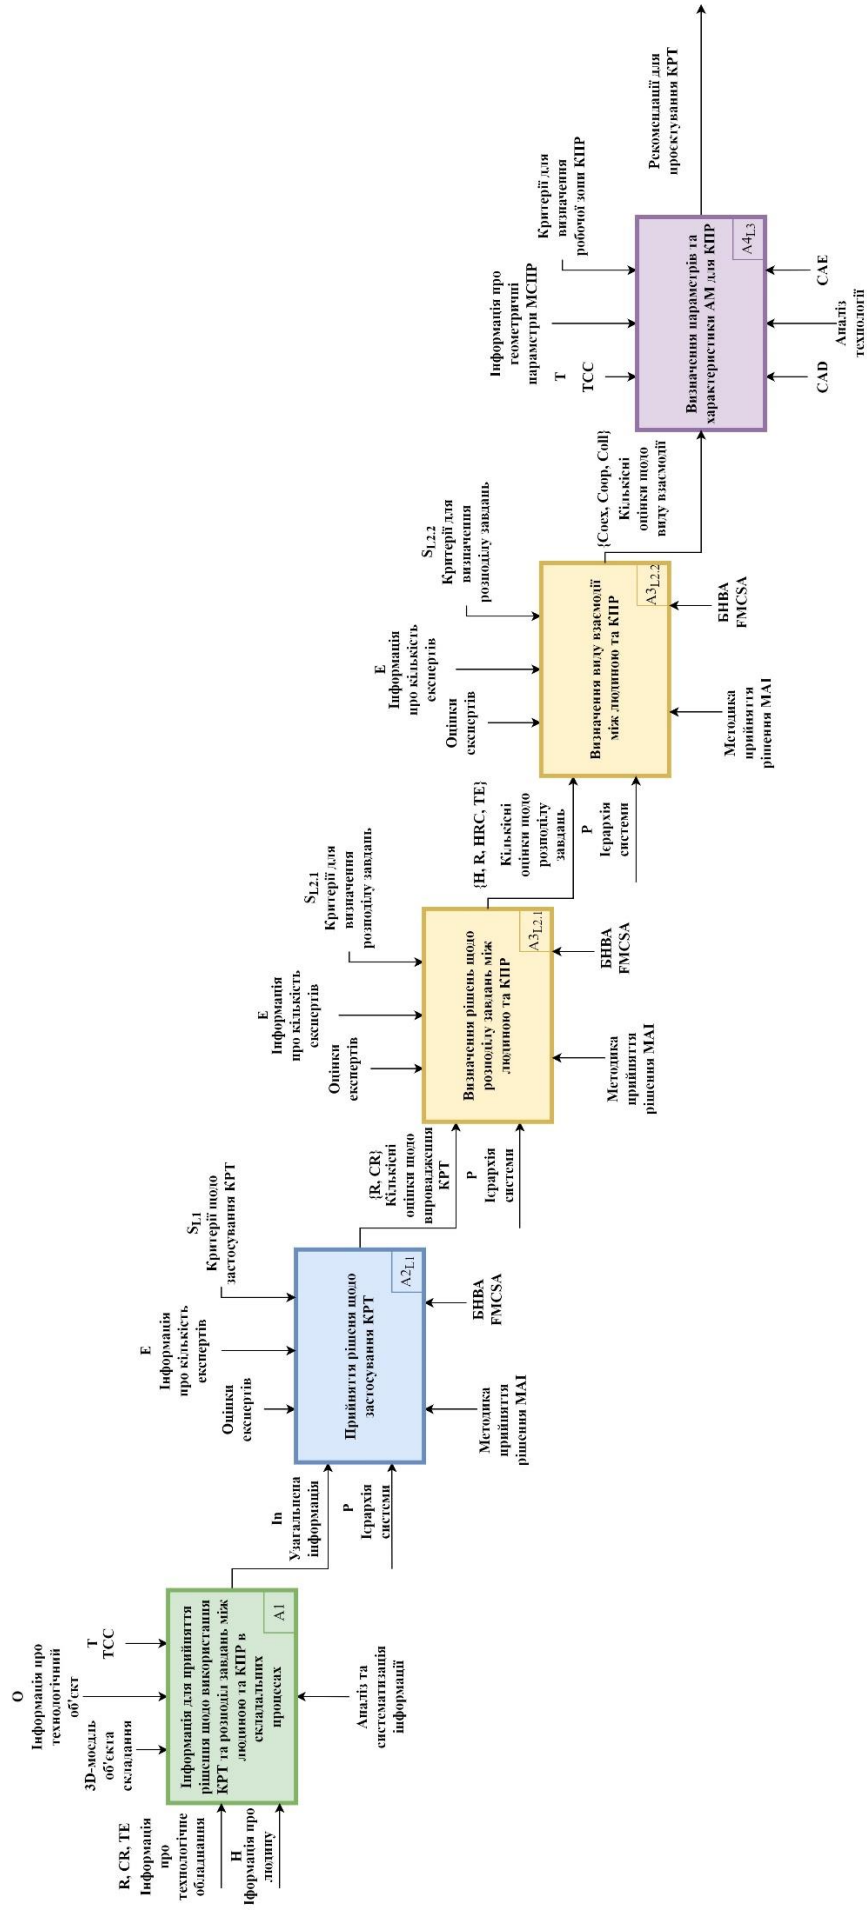 R, CR, TE
Інформація
про
технологічне
обладнання
H
Іформація про
людину
3D-моедль
об'єкта
складання
O
Інформація про
технологічний
об'єкт
T
ТСС
Інформація для прийняття
рішення щодо використання
КРТ та розподіл завдань між
людиною та КПР в
складальних
процесах
A1
Аналіз та
систематизація
інформації
In
Узагальнена
інформація
P
Ієрархія
системи
Оцінки
експертів
E
Інформація
про кількість
експертів
SL1
Критерії щодо
застосування КРТ
Прийняття рішеня щодо
застосування КРТ
A2L1
Методика
прийняття
рішення МАІ
БНВА
FMCSA
{R, CR}
Кількісні
оцінки щодо
впровадження
КРТ
P
Ієрархія
системи
Оцінки
експертів
E
Інформація
про кількість
експертів
SL2.1
Критерії для
визначення
розподілу завдань
Визначення рішень щодо
розподілу завдань між
людиною та КПР
A3L2.1
Методика
прийняття
рішення МАІ
БНВА
FMCSA
{H, R, HRC, TE}
Кількісні
оцінки щодо
розподілу
завдань
P
Ієрархія
системи
Оцінки
експертів
E
Інформація
про кількість
експертів
SL2.2
Критерії для
визначення
розподілу завдань
Визначення виду взаємодії
між людиною та КПР
A3L2.2
Методика
прийняття
рішення МАІ
БНВА
FMCSA
{Coex, Coop, Coll}
Кількісні
оцінки щодо
виду взаємодії
T
ТСС
Інформація про
геометричні
параметри МСПР
Критерії для
визначення
робочої зони КПР
Визначення параметрів та
характеристики АМ для КПР
A4L3
CAD
Аналіз
технології
CAE
Рекомендації для
проєктування КРТ